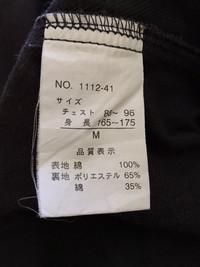 NO. 1112-41
サイズ
チェスト 88~ 96
身 長 165~175
M
品質表示
表地 綿 100%
裏地 ポリエステル 65%
綿 35%